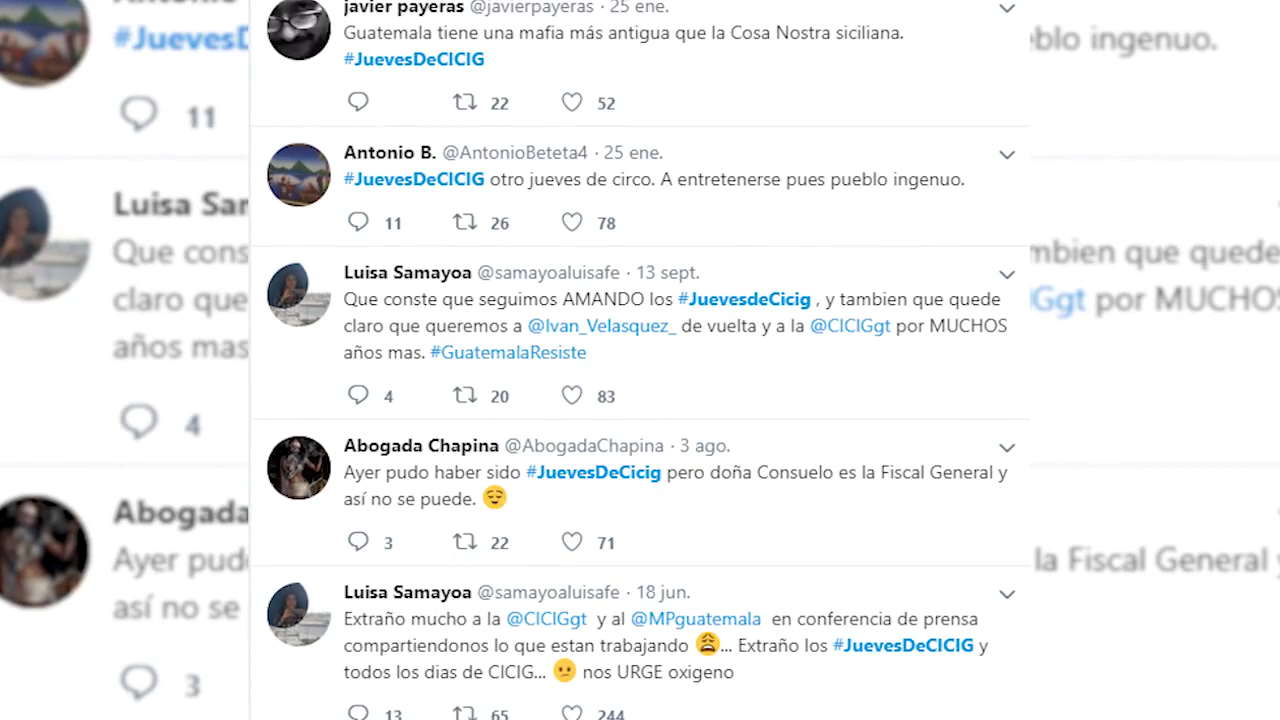 javier payeras @javierpayeras · 25 ene.
Guatemala tiene una mafia más antigua que la Cosa Nostra siciliana.
#JuevesDeCICIG
22 52
Antonio B. @AntonioBeteta4 · 25 ene.
#JuevesDeCICIG otro jueves de circo. A entretenerse pues pueblo ingenuo.
11 26 78
Luisa Samayoa @samayoaluisafe · 13 sept.
Que conste que seguimos AMANDO los #JuevesdeCicig , y tambien que quede
claro que queremos a @Ivan_Velasquez_ de vuelta y a la @CICIGgt por MUCHOS
años mas. #GuatemalaResiste
4 20 83
Abogada Chapina @AbogadaChapina · 3 ago.
Ayer pudo haber sido #JuevesDeCicig pero doña Consuelo es la Fiscal General y
así no se puede. 😌
3 22 71
Luisa Samayoa @samayoaluisafe · 18 jun.
Extraño mucho a la @CICIGgt y al @MPguatemala en conferencia de prensa
compartiendonos lo que estan trabajando 😩... Extraño los #JuevesDeCICIG y
todos los dias de CICIG... 😕 nos URGE oxigeno
13 65 244
#JuevesD
eblo ingenuo.
11
Luisa Sar
Que cons
mbien que quede
claro que
IGgt por MUCHOS
años mas
4
Abogada
Ayer pud
la Fiscal General y
así no se
3